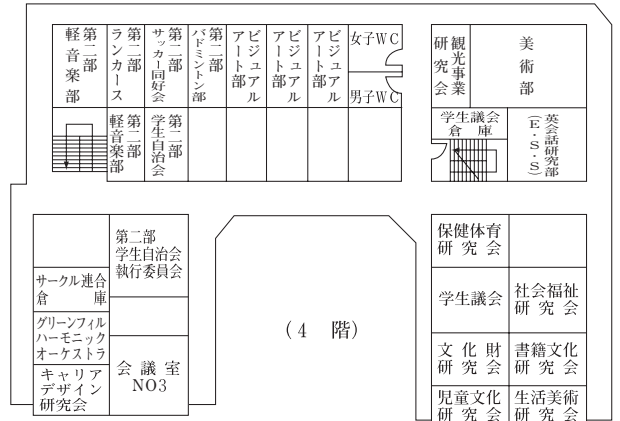 第二部
軽音楽部
第二部
ランカース
第二部
サッカー同好会
第二部
バドミントン部
ビジュアル
アート部
ビジュアル
アート部
ビジュアル
アート部
女子WC
男子WC
第二部
軽音楽部
第二部
学生自治会
観光事業
研究会
美術部
学生議会
倉庫
英会話研究部
(E・S・S)
第二部
学生自治会
執行委員会
サークル連合
倉庫
グリーンフィル
ハーモニック
オーケストラ
キャリア
デザイン
研究会
会議室
NO3
(4 階)
保健体育
研究会
学生議会
社会福祉
研究会
文化財
研究会
書籍文化
研究会
児童文化
研究会
生活美術
研究会